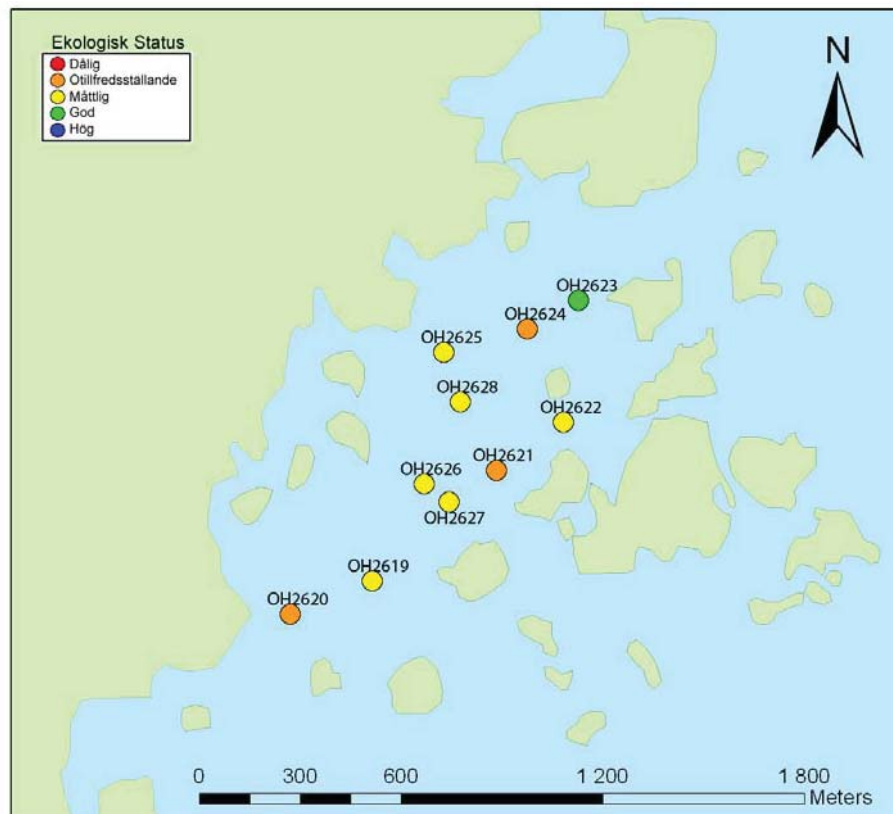 Ekologisk Status
Dålig
Otillfredsställande
Måttlig
God
Hög
N
OH2623
OH2624
OH2625
OH2628
OH2622
OH2621
OH2626
OH2627
OH2619
OH2620
0 300 600 1 200 1 800
Meters